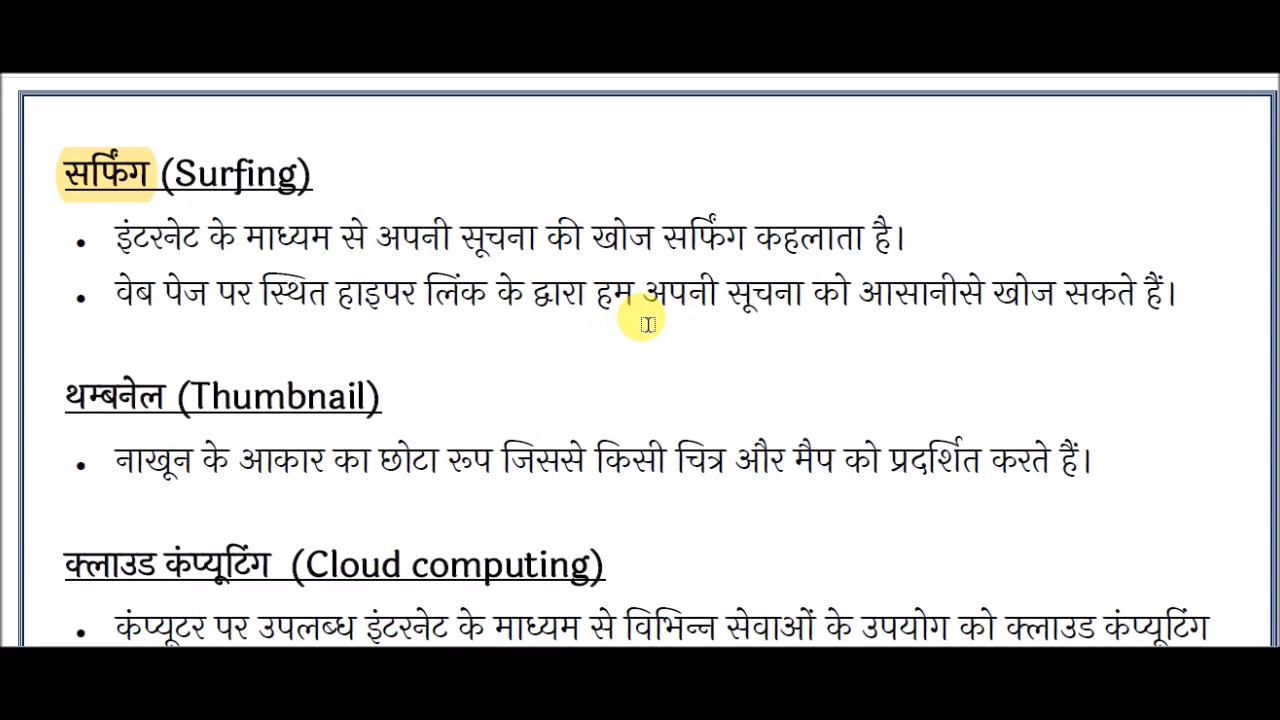 सर्फिंग (Surfing)
• इंटरनेट के माध्यम से अपनी सूचना की खोज सर्फिंग कहलाता है।
• वेब पेज पर स्थित हाइपर लिंक के द्वारा हम अपनी सूचना को आसानीसे खोज सकते हैं।
थम्बनेल (Thumbnail)
• नाखून के आकार का छोटा रूप जिससे किसी चित्र और मैप को प्रदर्शित करते हैं।
क्लाउड कंप्यूटिंग (Cloud computing)
• कंप्यूटर पर उपलब्ध इंटरनेट के माध्यम से विभिन्न सेवाओं के उपयोग को क्लाउड कंप्यूटिंग